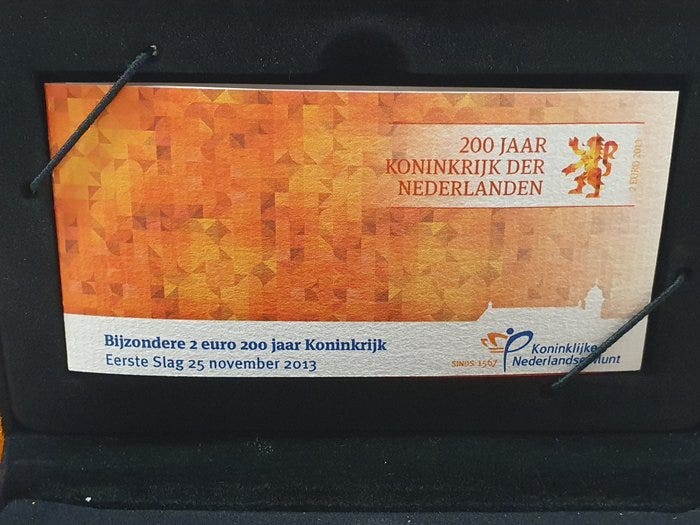 200 JAAR
KONINKRIJK DER
NEDERLANDEN
2 EURO 2013
Bijzondere 2 euro 200 jaar Koninkrijk
Eerste Slag 25 november 2013
SINDS 1567
Koninklijke
Nederlandse Munt